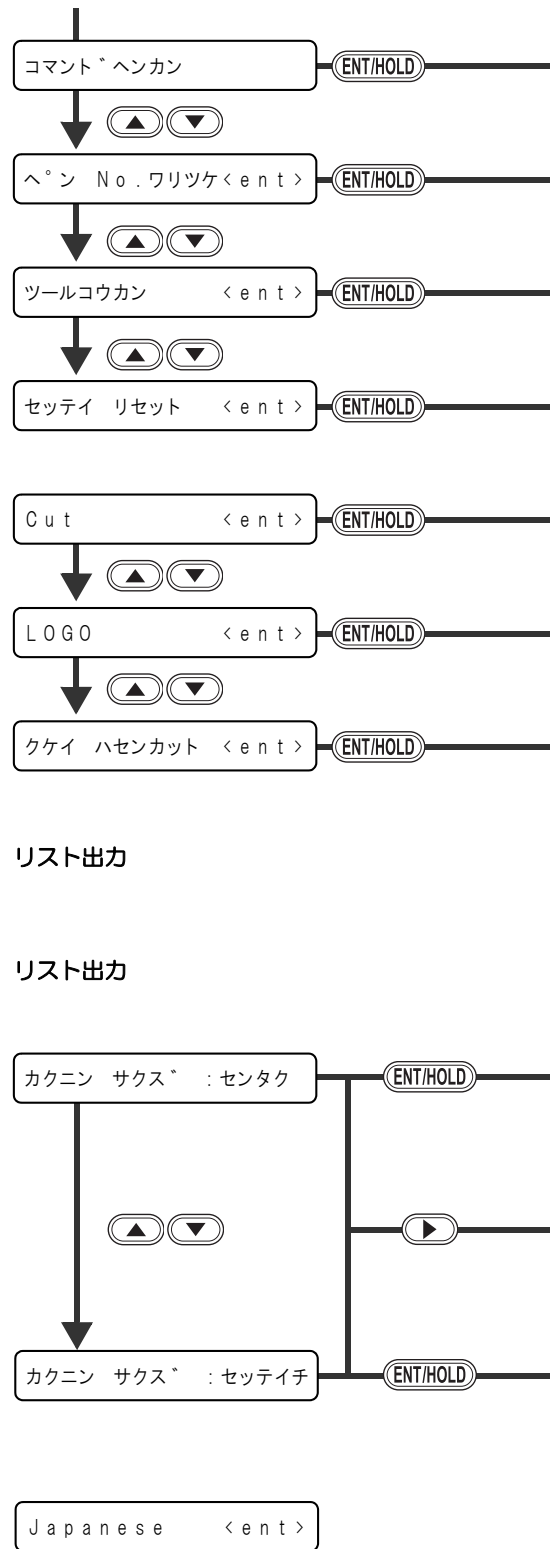 コマント゛ヘンカン ENT/HOLD
ヘ゜ン No.ワリツケ<ent> ENT/HOLD
ツールコウカン <ent> ENT/HOLD
セッテイ リセット <ent> ENT/HOLD
Cut <ent> ENT/HOLD
LOGO <ent> ENT/HOLD
クケイ ハセンカット <ent> ENT/HOLD
リスト出力
リスト出力
カクニン サクス゛ :センタク ENT/HOLD
カクニン サクス゛ :セッテイチ ENT/HOLD
Japanese <ent>